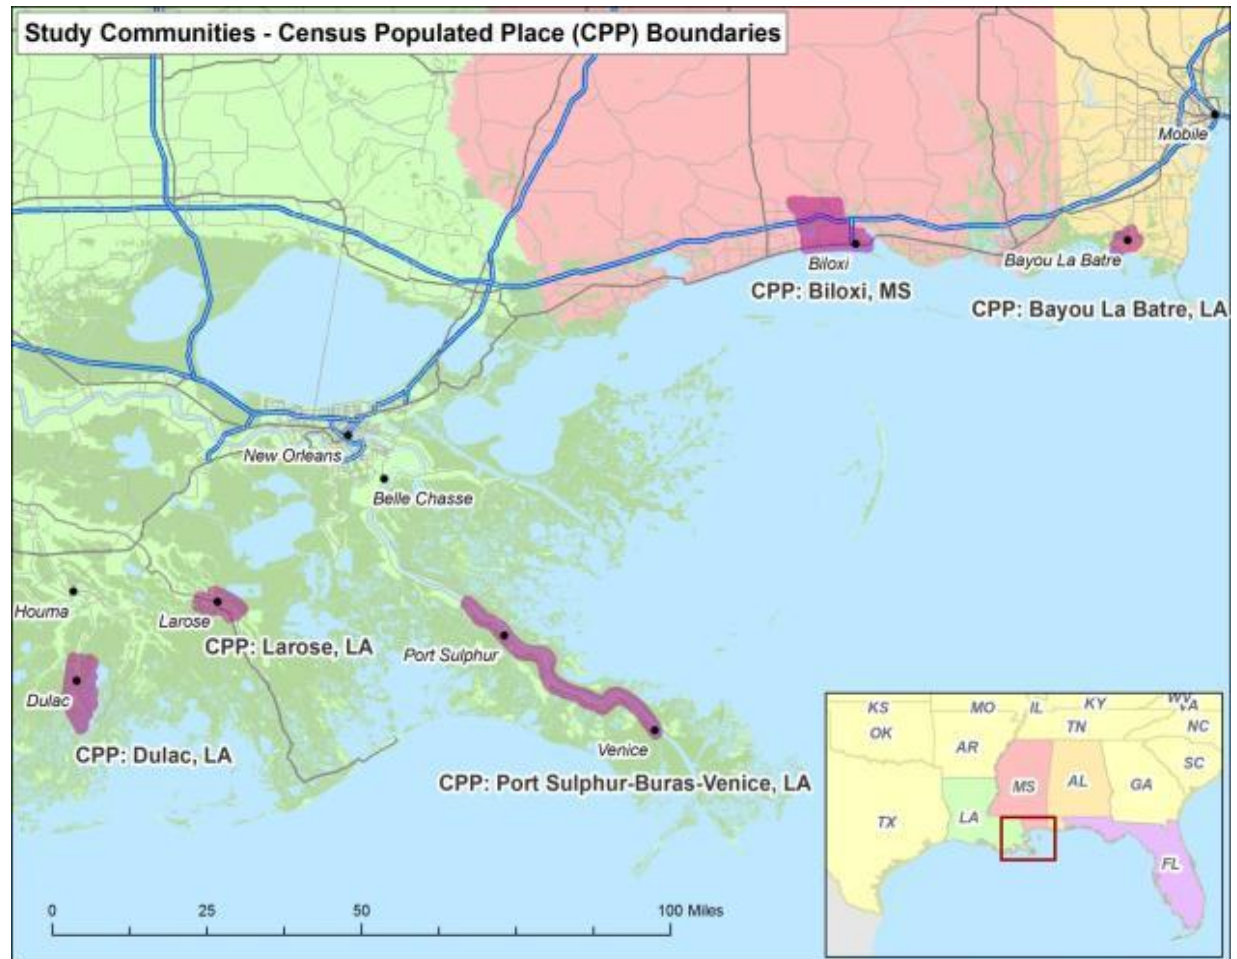 Study Communities - Census Populated Place (CPP) Boundaries
Mobile
Biloxi
Bayou La Batre
CPP: Biloxi, MS
CPP: Bayou La Batre, LA
New Orleans
Belle Chasse
Houma
Larose
CPP: Larose, LA
Port Sulphur
Dulac
Venice
CPP: Dulac, LA
CPP: Port Sulphur-Buras-Venice, LA
0 25 50 100 Miles
KS MO IL KY WV VA
OK AR TN NC
SC
MS AL GA
TX LA
FL